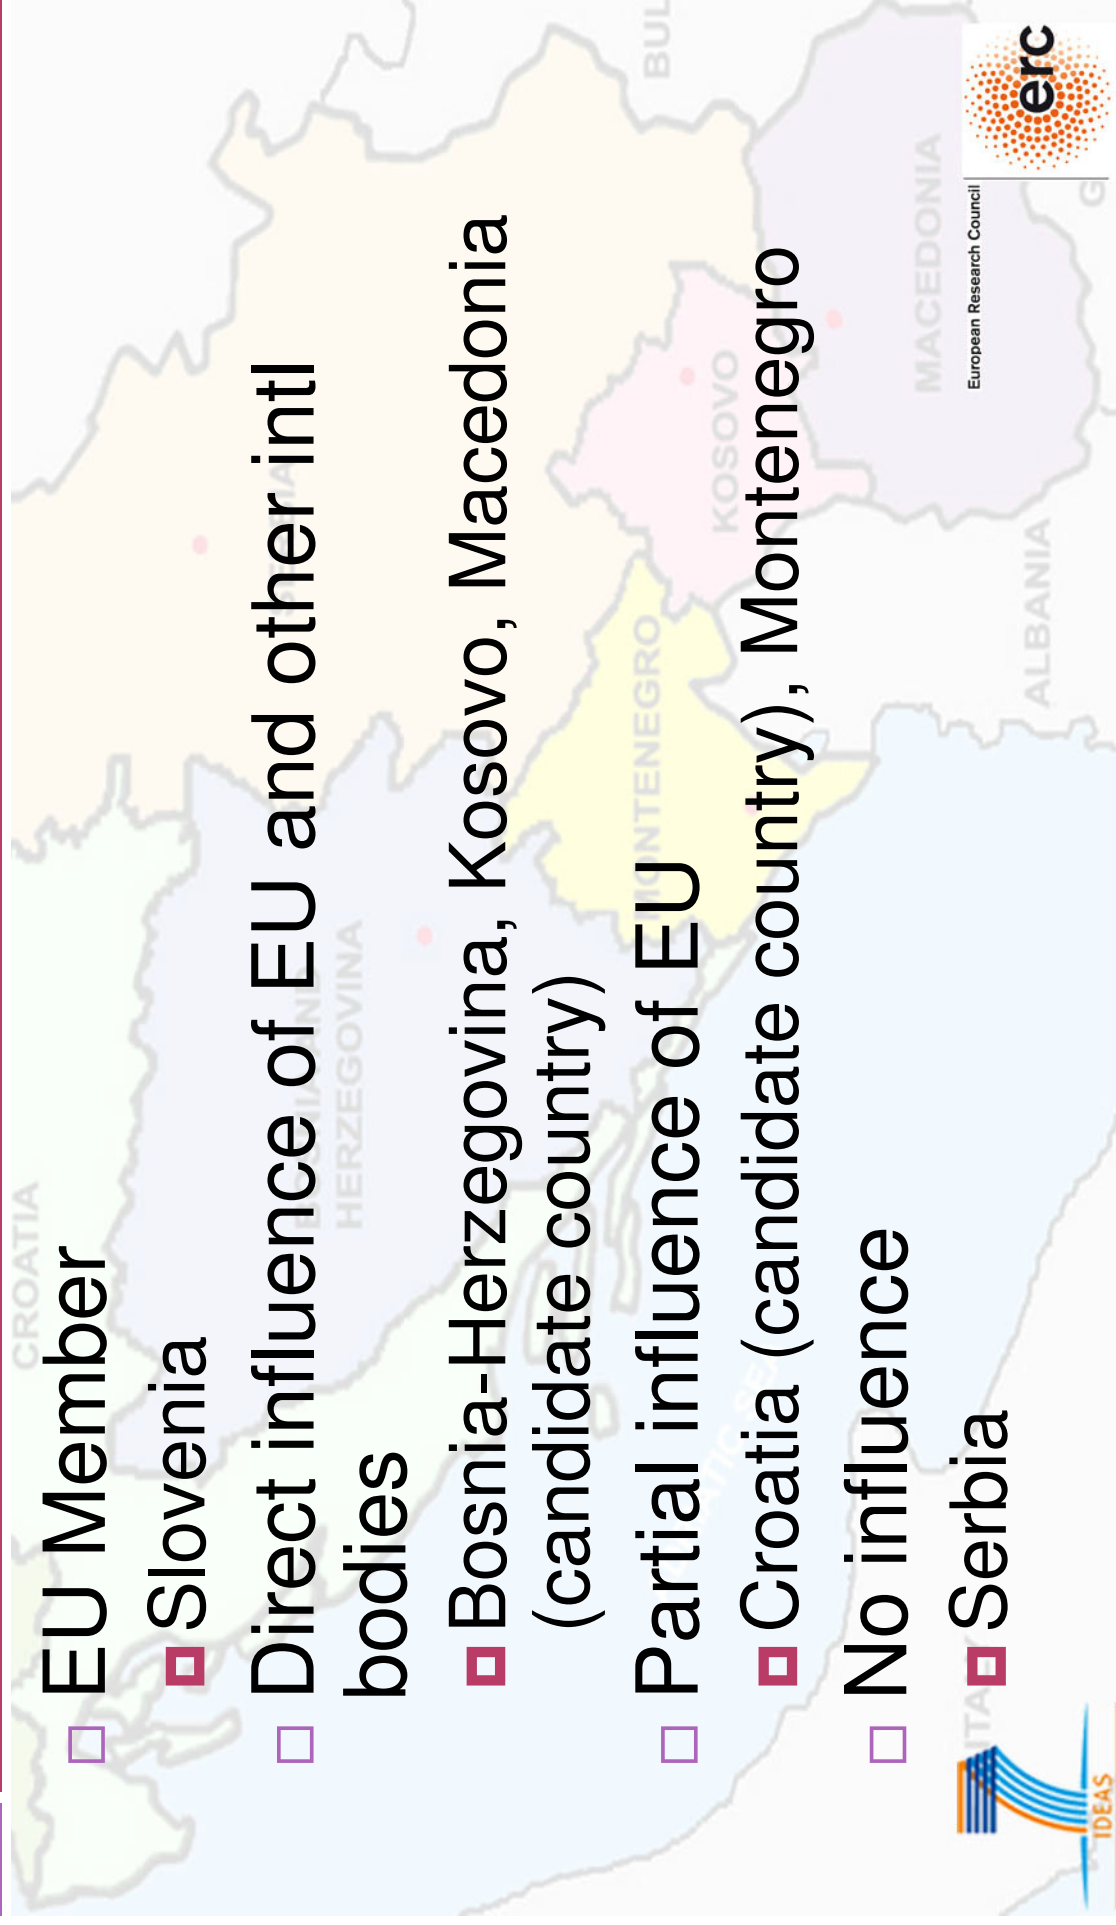 EU Member
Slovenia
Direct influence of EU and other intl
bodies
Bosnia-Herzegovina, Kosovo, Macedonia
(candidate country)
Partial influence of EU
Croatia (candidate country), Montenegro
No influence
Serbia
CROATIA
HERZEGOVINA
MONTENEGRO
KOSOVO
MACEDONIA
ALBANIA
BUL
G
IDEAS
European Research Council
erc